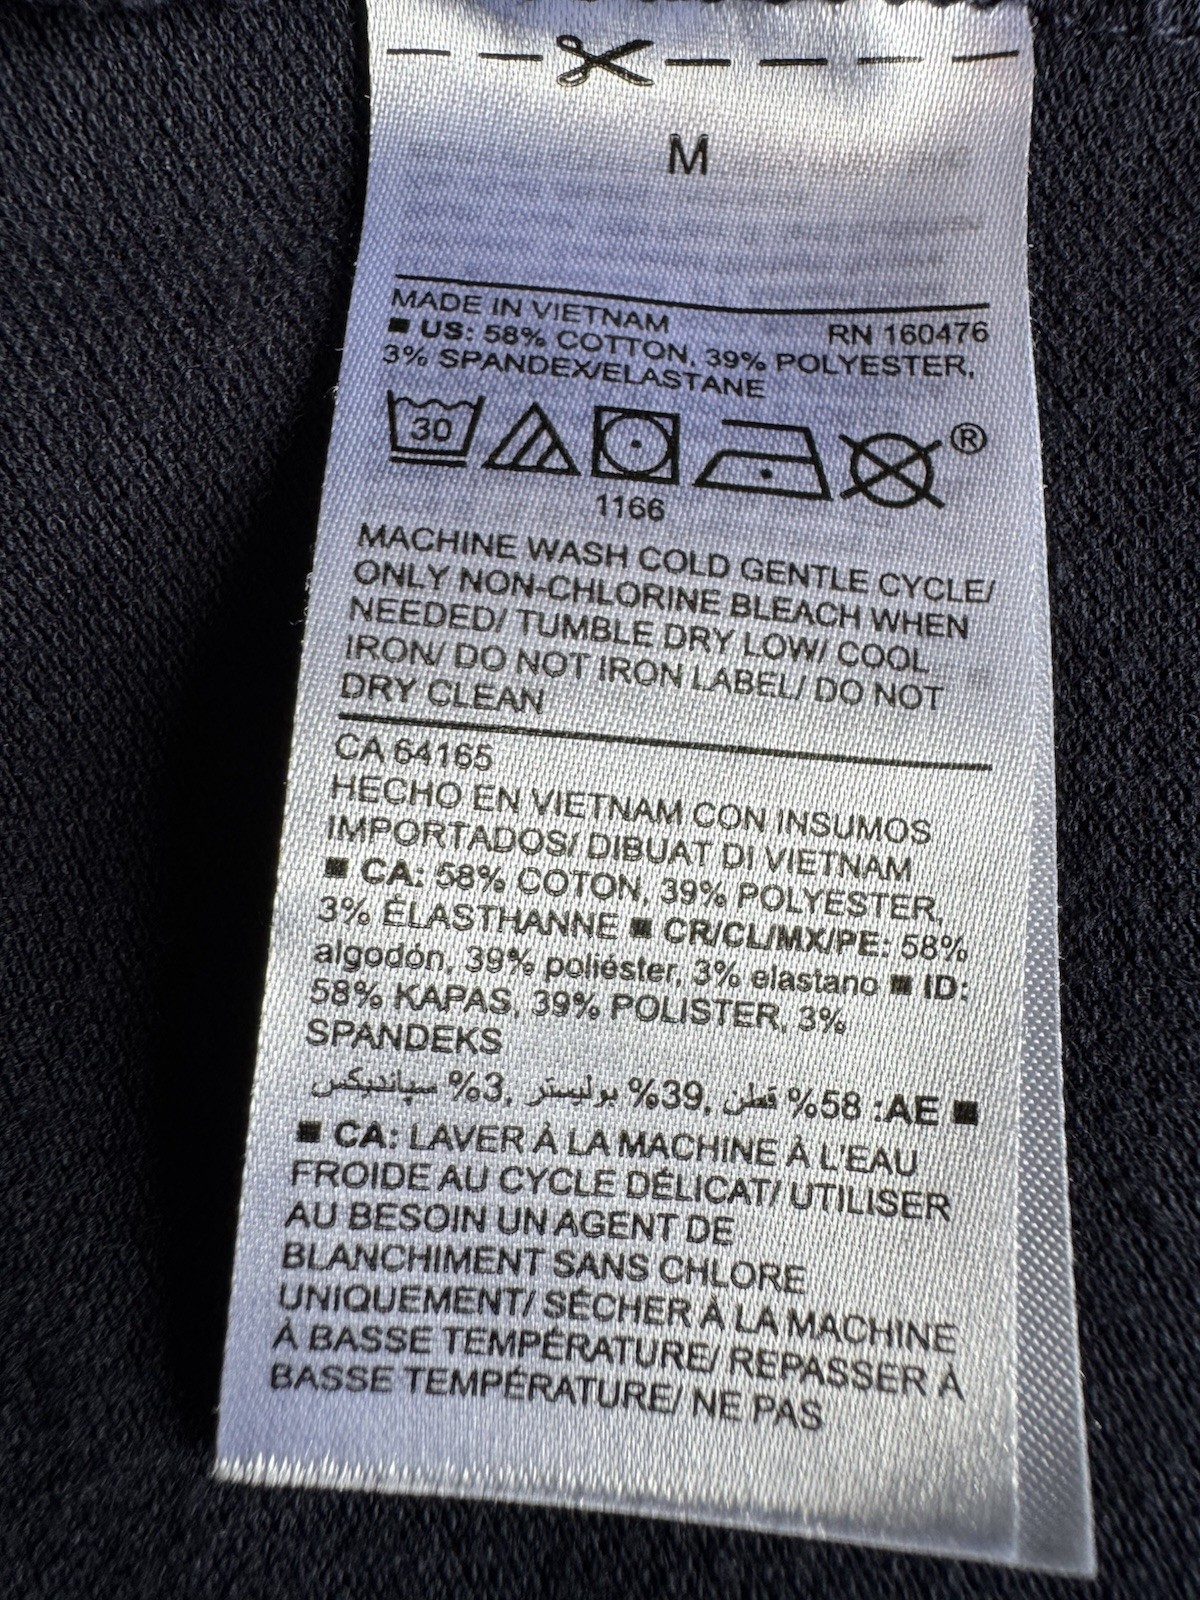 M
MADE IN VIETNAM
RN 160476
■ US: 58% COTTON, 39% POLYESTER,
3% SPANDEX/ELASTANE
30
®
1166
MACHINE WASH COLD GENTLE CYCLE/
ONLY NON-CHLORINE BLEACH WHEN
NEEDED/ TUMBLE DRY LOW/ COOL
IRON/ DO NOT IRON LABEL/ DO NOT
DRY CLEAN
CA 64165
HECHO EN VIETNAM CON INSUMOS
IMPORTADOS/ DIBUAT DI VIETNAM
■ CA: 58% COTON, 39% POLYESTER,
3% ÉLASTHANNE ■ CR/CL/MX/PE: 58%
algodón, 39% poliéster, 3% elastano ■ ID:
58% KAPAS, 39% POLISTER, 3%
SPANDEKS
■ AE: 58% قطن, 39% بوليستر, 3% سباندیکس
■ CA: LAVER À LA MACHINE À L'EAU
FROIDE AU CYCLE DÉLICAT/ UTILISER
AU BESOIN UN AGENT DE
BLANCHIMENT SANS CHLORE
UNIQUEMENT/ SÉCHER À LA MACHINE
À BASSE TEMPÉRATURE/ REPASSER À
BASSE TEMPÉRATURE/ NE PAS